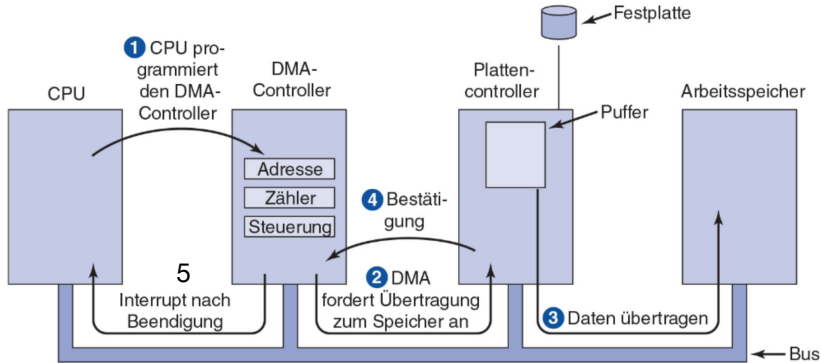 Festplatte
1 CPU pro-
grammiert
den DMA-
Controller
CPU
DMA-
Controller
Platten-
controller
Arbeitsspeicher
Puffer
Adresse
Zähler
Steuerung
4 Bestäti-
gung
5
Interrupt nach
Beendigung
2 DMA
fordert Übertragung
zum Speicher an
3 Daten übertragen
Bus